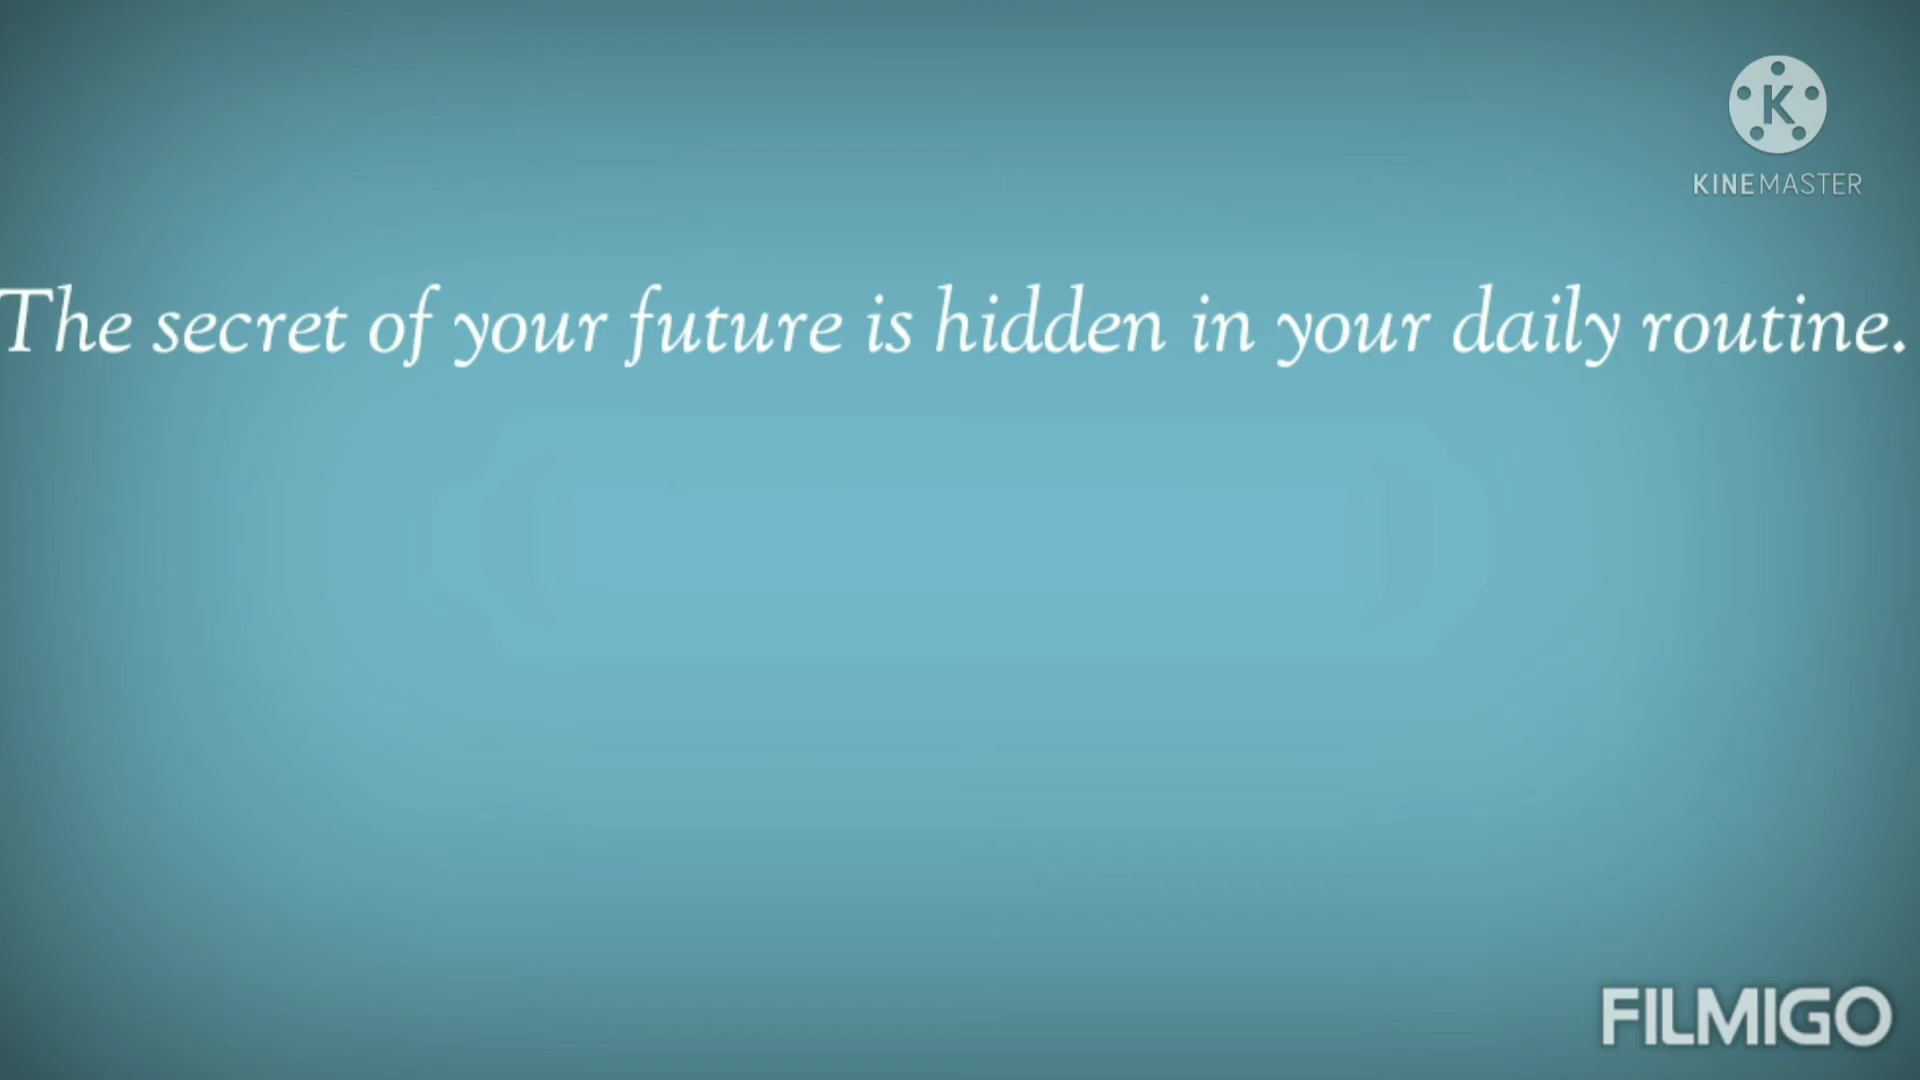 K
KINEMASTER
The secret of your future is hidden in your daily routine.
FILMIGO